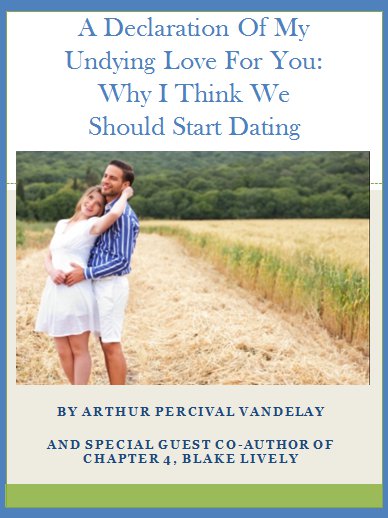 A Declaration Of My
Undying Love For You:
Why I Think We
Should Start Dating
BY ARTHUR PERCIVAL VANDELAY
AND SPECIAL GUEST CO-AUTHOR OF
CHAPTER 4, BLAKE LIVELY